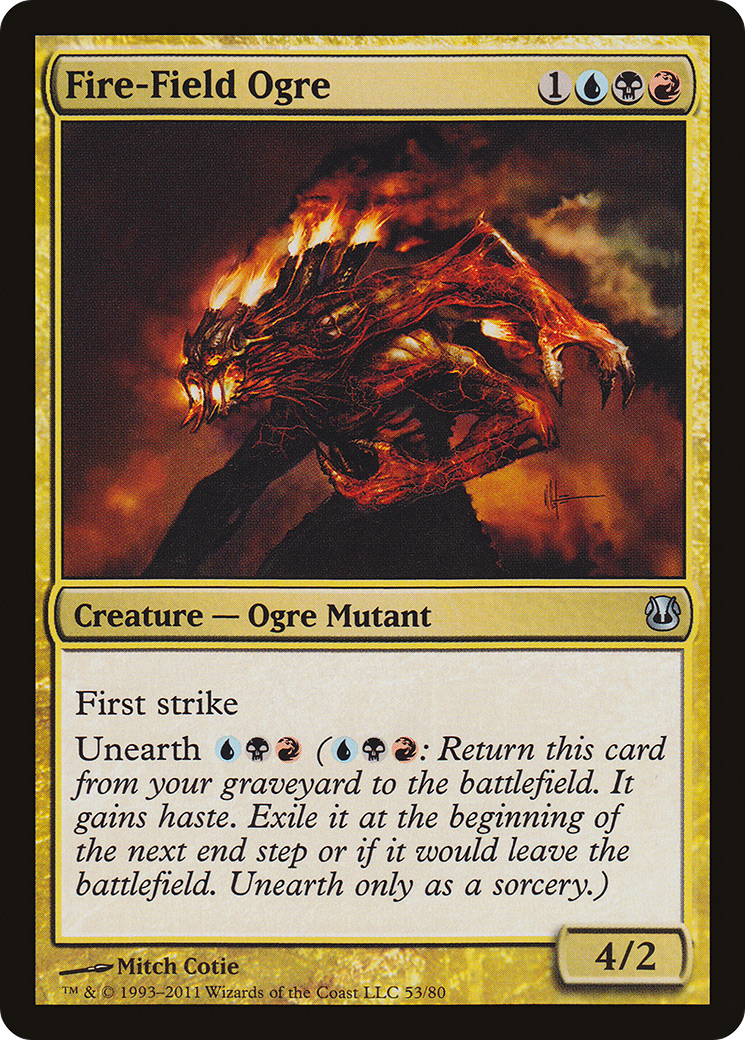 Fire-Field Ogre 1
Creature — Ogre Mutant
First strike
Unearth ( : Return this card
from your graveyard to the battlefield. It
gains haste. Exile it at the beginning of
the next end step or if it would leave the
battlefield. Unearth only as a sorcery.)
4/2
Mitch Cotie
™ & © 1993–2011 Wizards of the Coast LLC 53/80